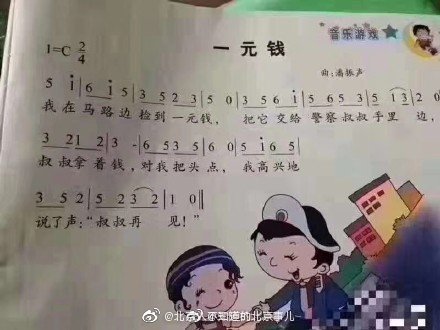 音乐游戏
一元钱
1=C 2/4
曲:潘振声
5 i | 6 i 5 | 3 5 2 3 | 5 0 | 3 5 6 i | 5 6 5 3 | 5 i 3 | 2 0 |
我在马路边捡到一元钱, 把它交给警察叔叔手里边,
3 2 1 2 | 3 - | 6 5 5 3 | 5 6 0 | 5 i 6 5 |
叔叔拿着钱,对我把头点, 我高兴地
3 5 2 | 5 2 3 2 | 1 0 ‖
说了声:“叔叔再见!”
@北京人不知道的北京事儿